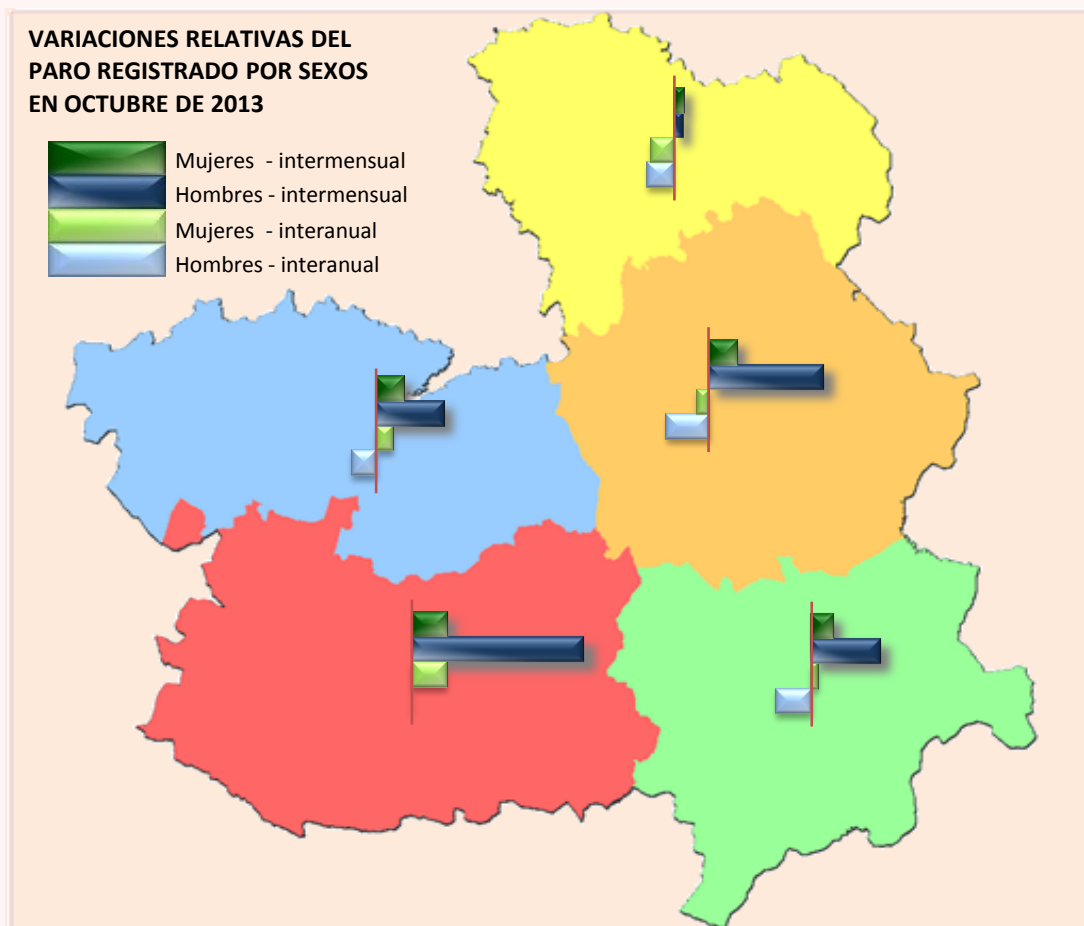 VARIACIONES RELATIVAS DEL
PARO REGISTRADO POR SEXOS
EN OCTUBRE DE 2013
Mujeres - intermensual
Hombres - intermensual
Mujeres - interanual
Hombres - interanual